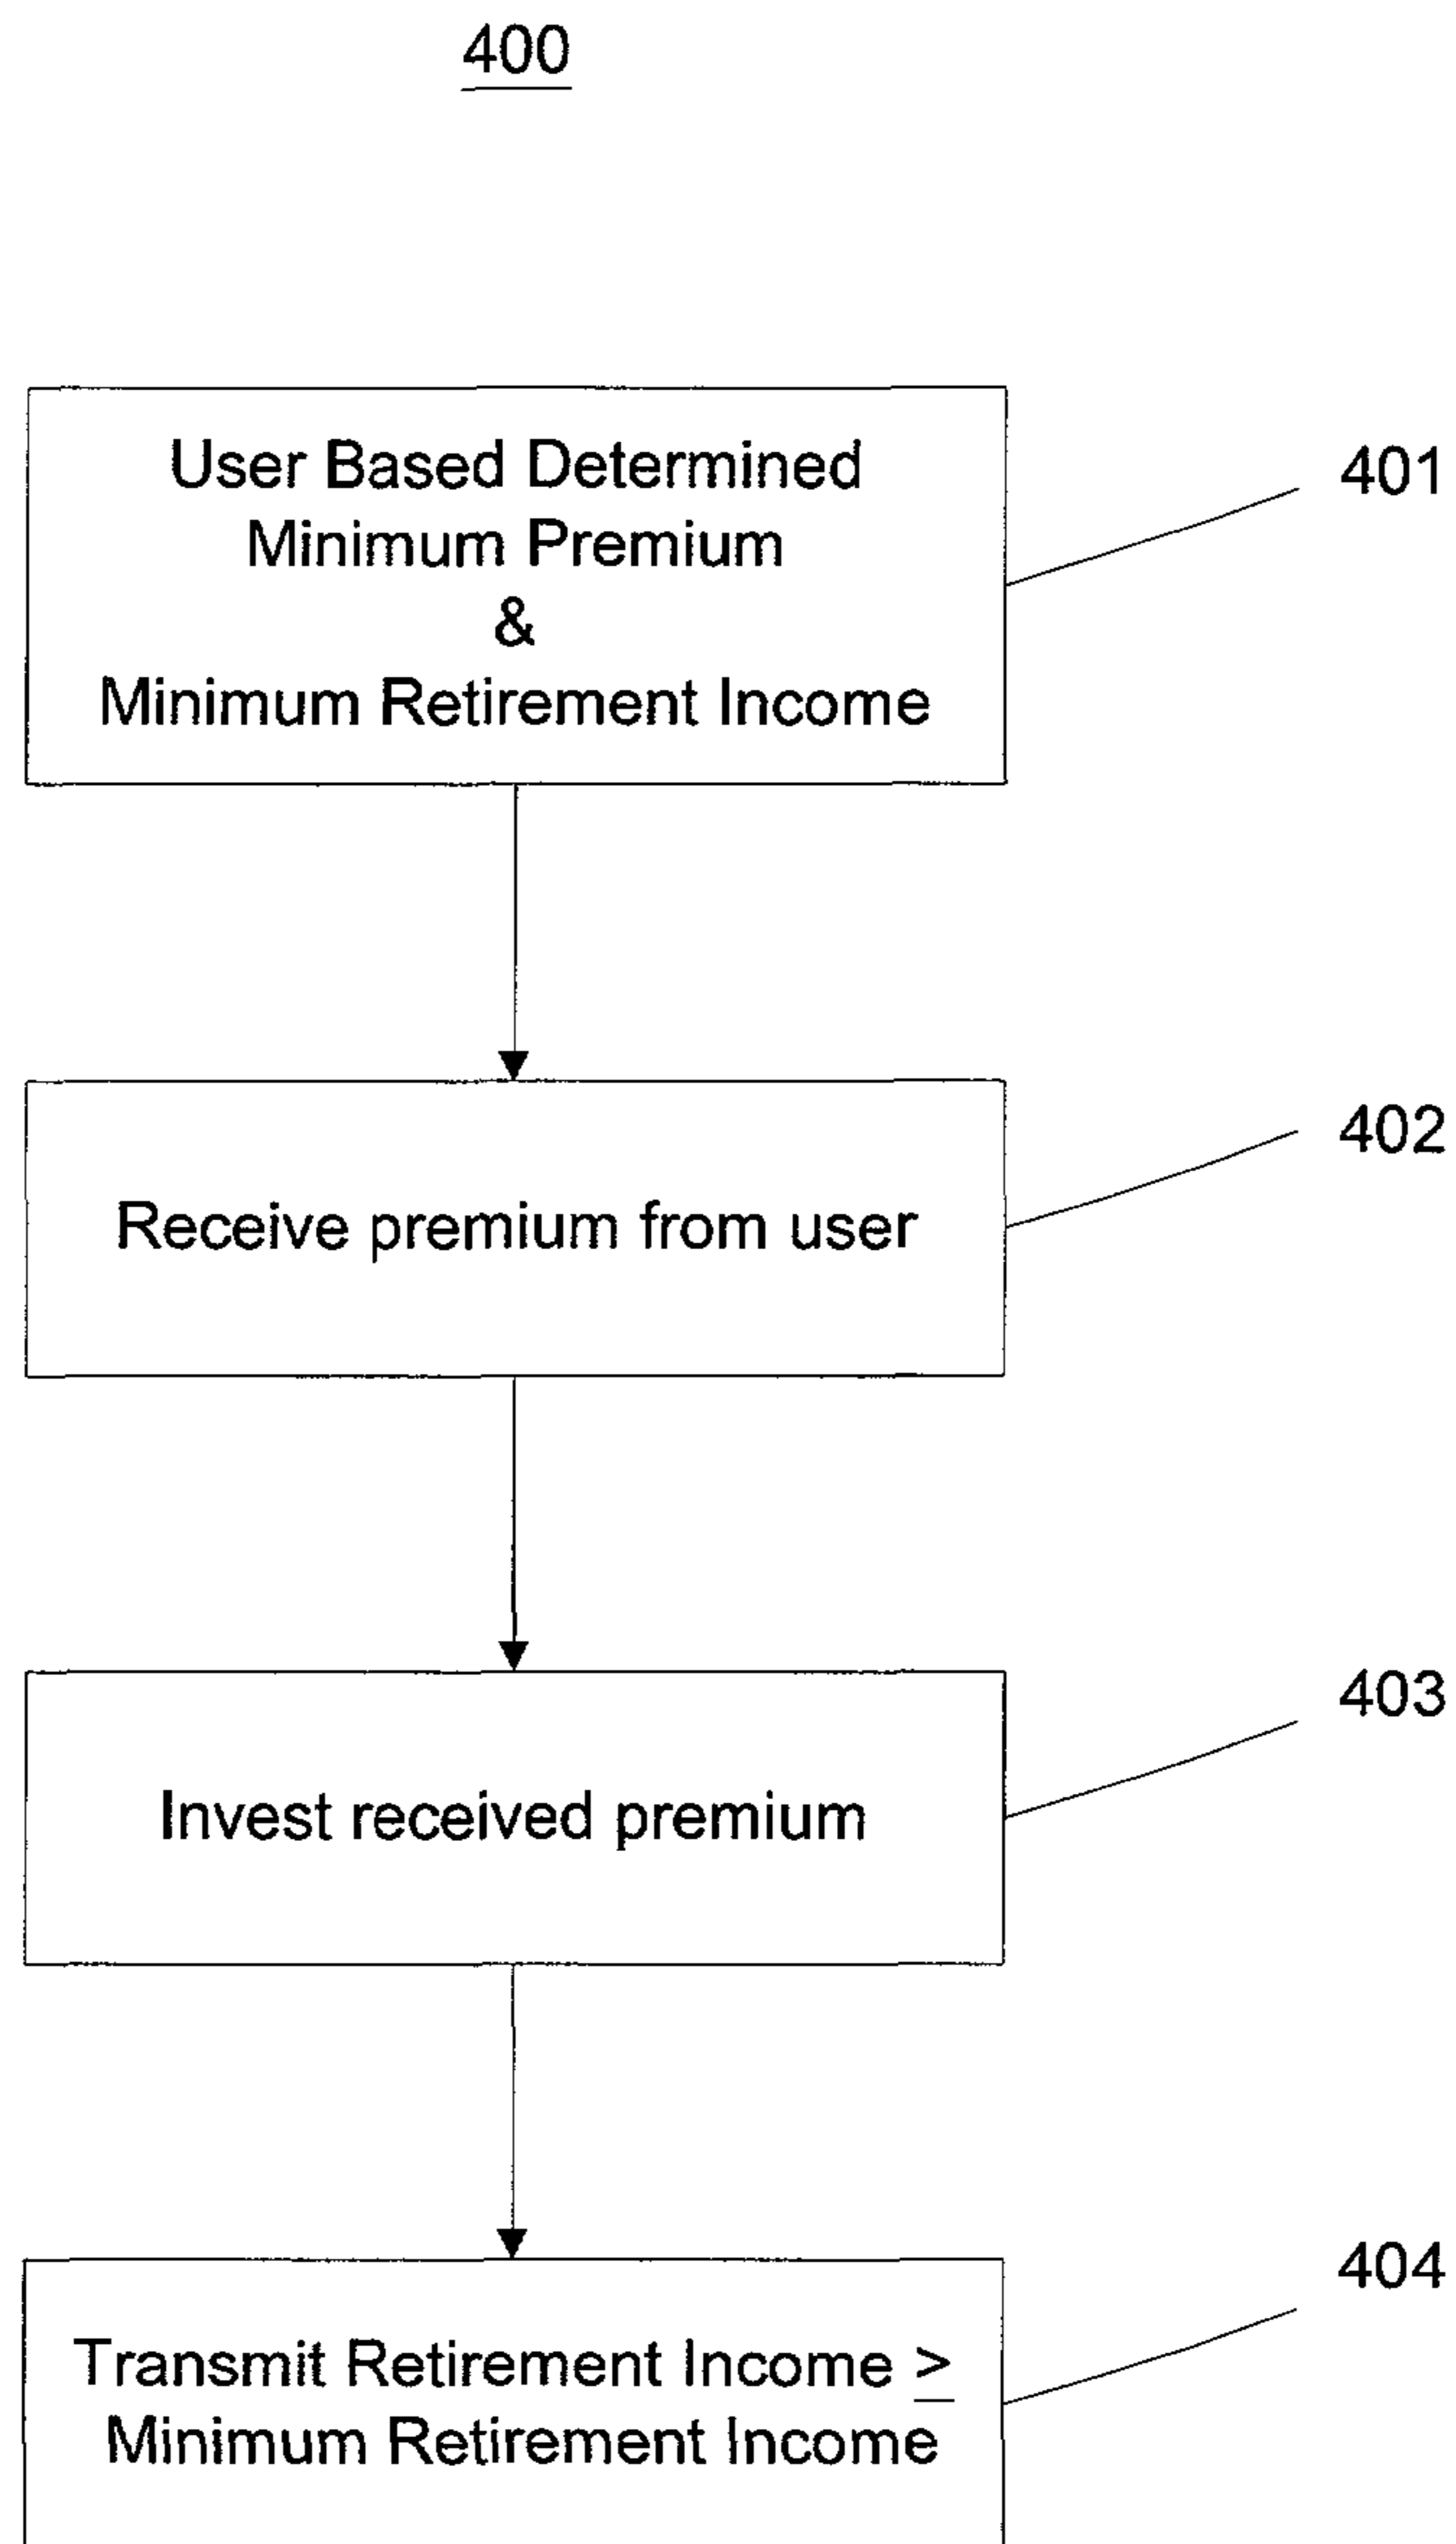 400
User Based Determined
Minimum Premium
&
Minimum Retirement Income
401
Receive premium from user
402
Invest received premium
403
Transmit Retirement Income ≥
Minimum Retirement Income
404